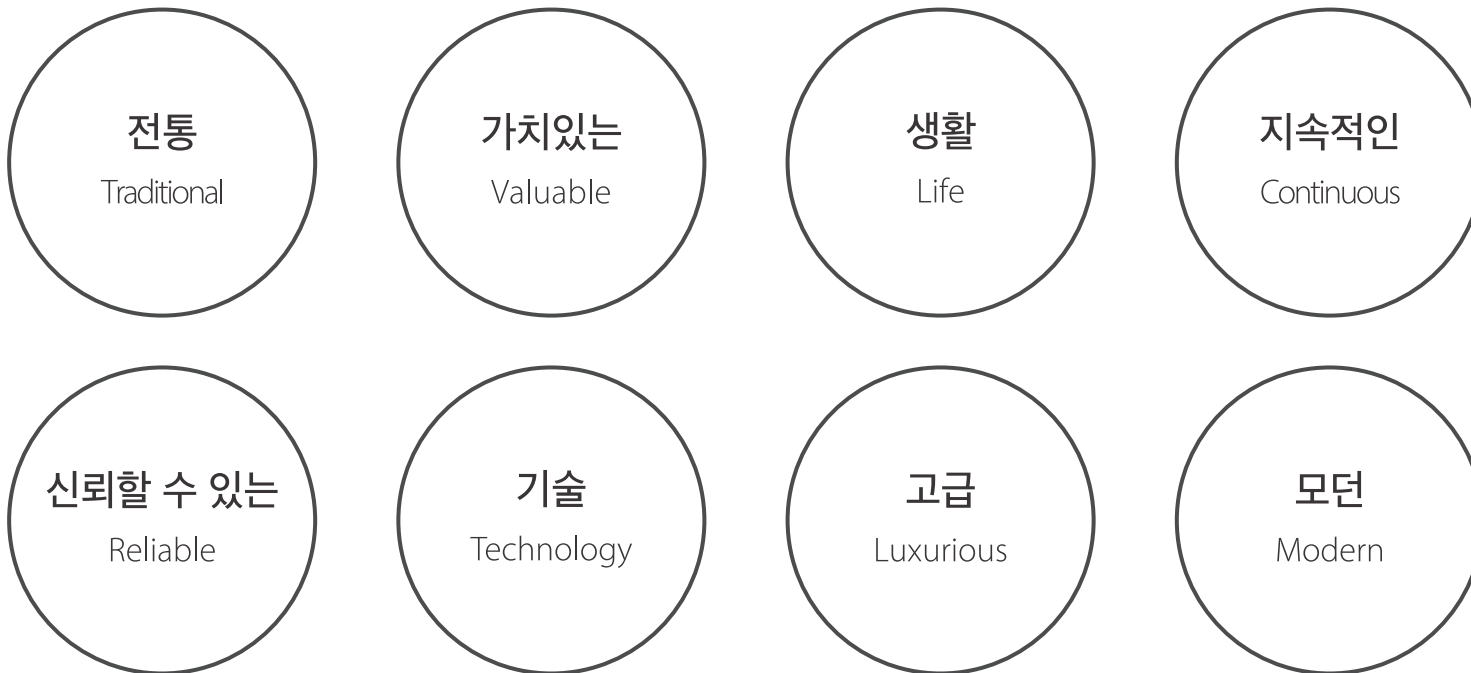 전통
Traditional
가치있는
Valuable
생활
Life
지속적인
Continuous
신뢰할 수 있는
Reliable
기술
Technology
고급
Luxurious
모던
Modern